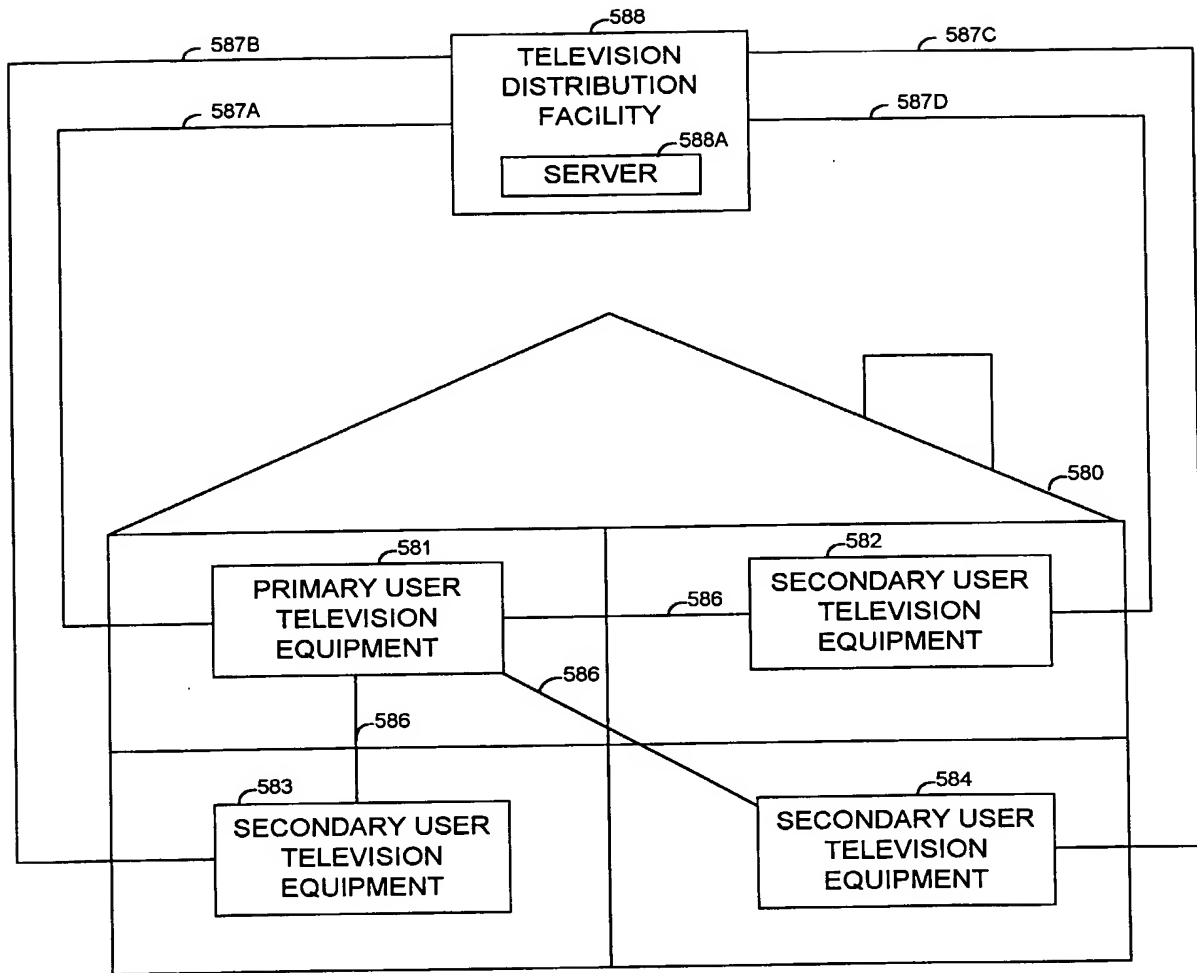 588
587B
587C
TELEVISION
DISTRIBUTION
FACILITY
587A
587D
588A
SERVER
580
581
582
PRIMARY USER
TELEVISION
EQUIPMENT
SECONDARY USER
TELEVISION
EQUIPMENT
586
586
586
583
584
SECONDARY USER
TELEVISION
EQUIPMENT
SECONDARY USER
TELEVISION
EQUIPMENT